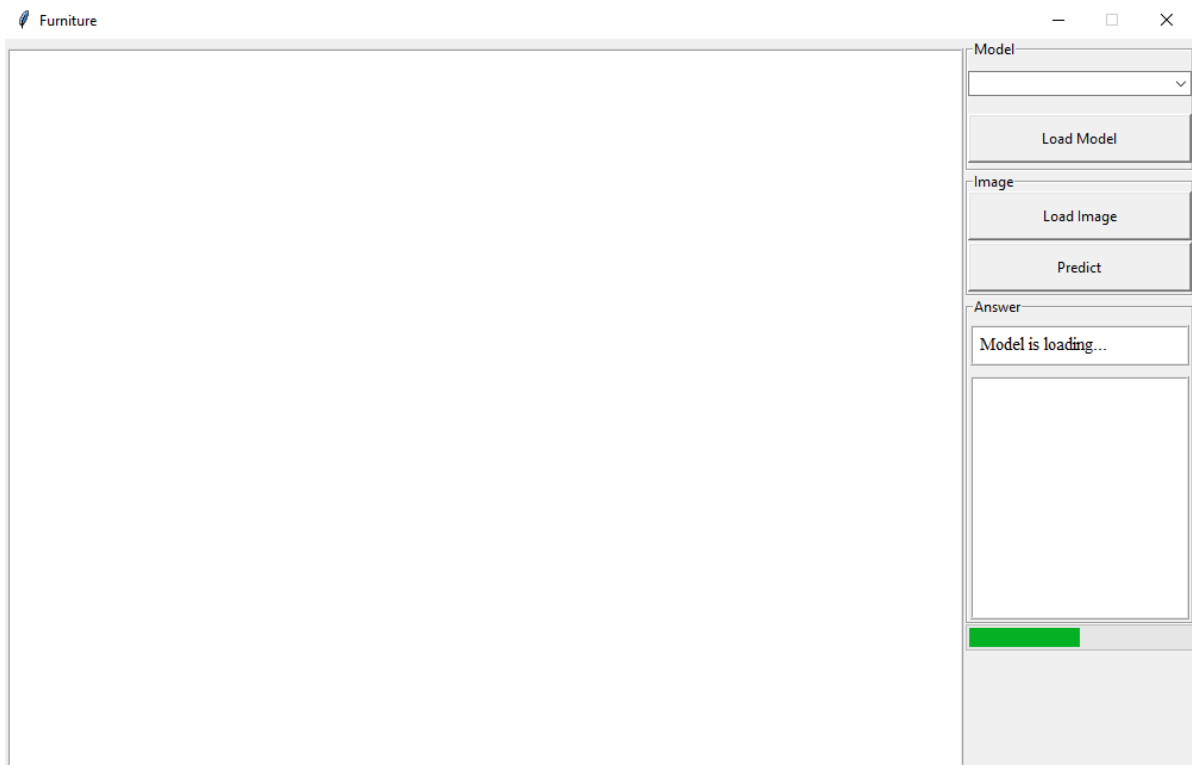 Furniture
Model
Load Model
Image
Load Image
Predict
Answer
Model is loading...